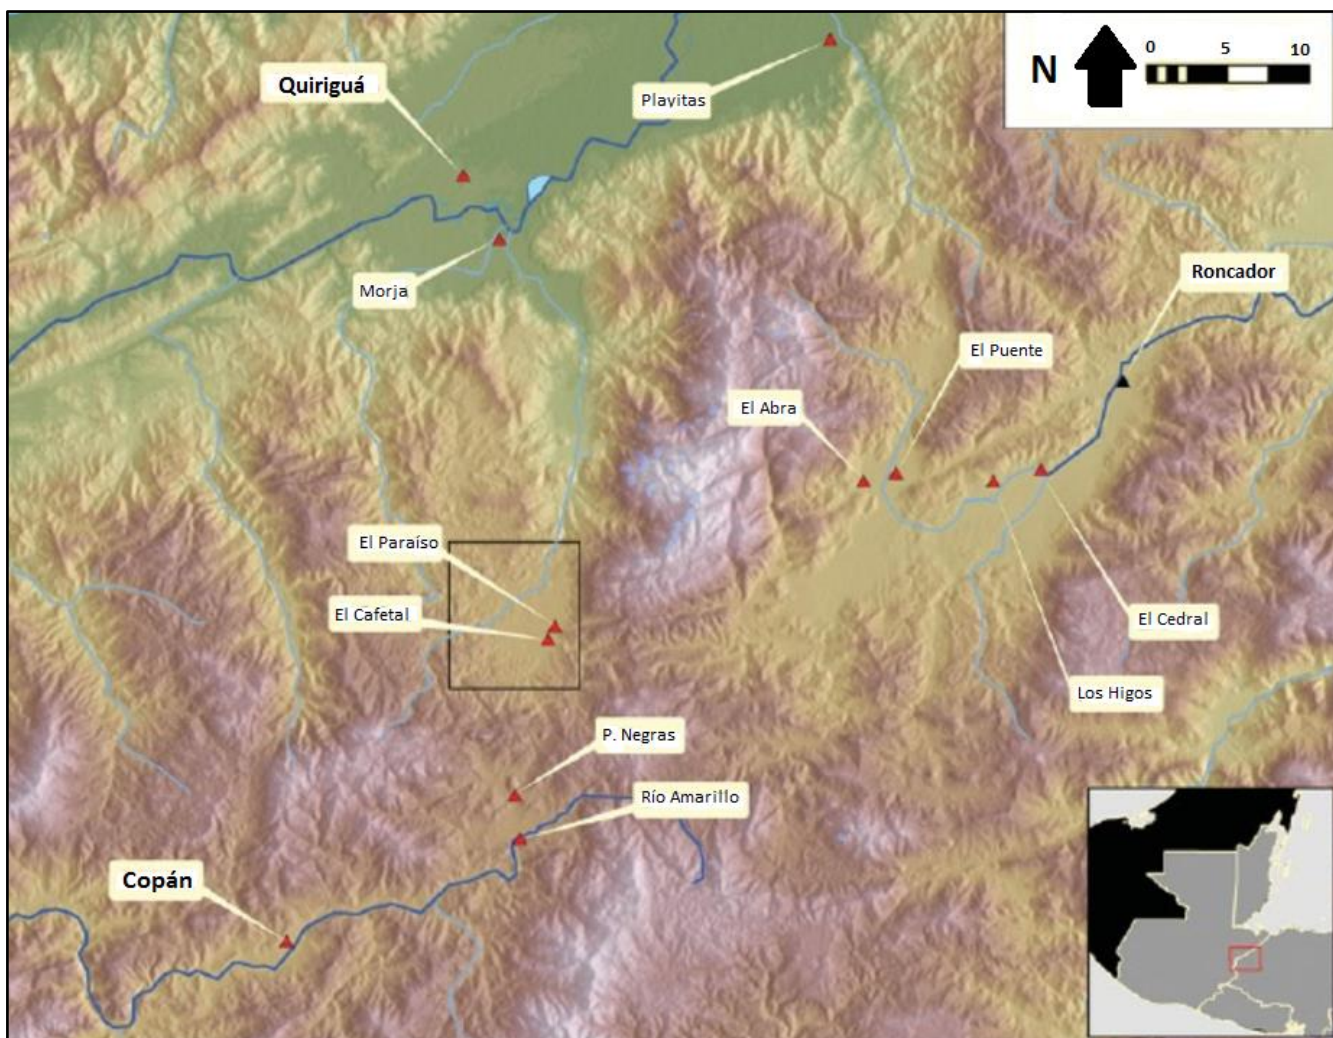 0 5 10
N
Quiriguá
Playitas
Morja
Roncador
El Puente
El Abra
El Paraíso
El Cafetal
El Cedral
Los Higos
P. Negras
Río Amarillo
Copán